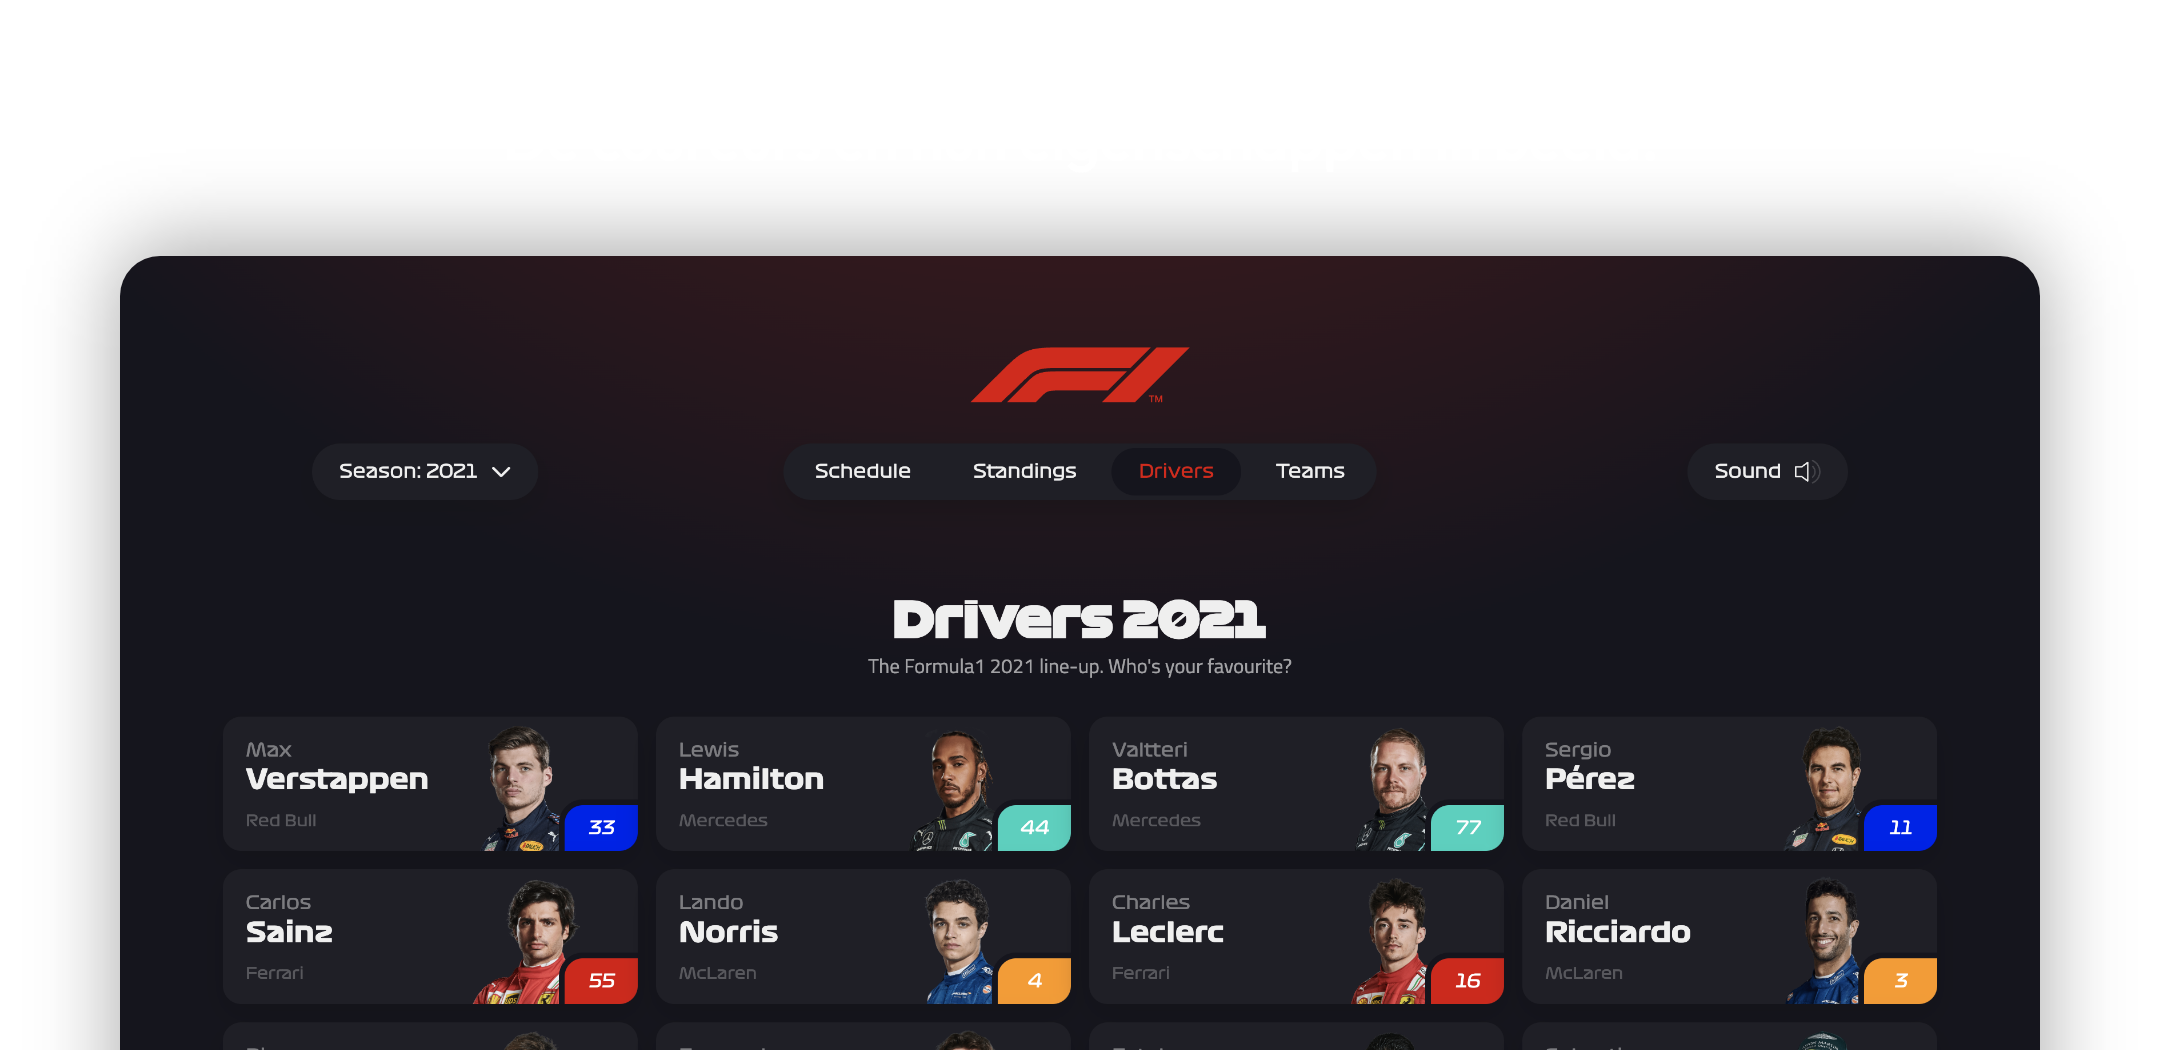 F1 TM
Season: 2021
Schedule Standings Drivers Teams
Sound
Drivers 2021
The Formula1 2021 line-up. Who's your favourite?
Max
Verstappen
Red Bull
33
Lewis
Hamilton
Mercedes
44
Valtteri
Bottas
Mercedes
77
Sergio
Pérez
Red Bull
11
Carlos
Sainz
Ferrari
55
Lando
Norris
McLaren
4
Charles
Leclerc
Ferrari
16
Daniel
Ricciardo
McLaren
3